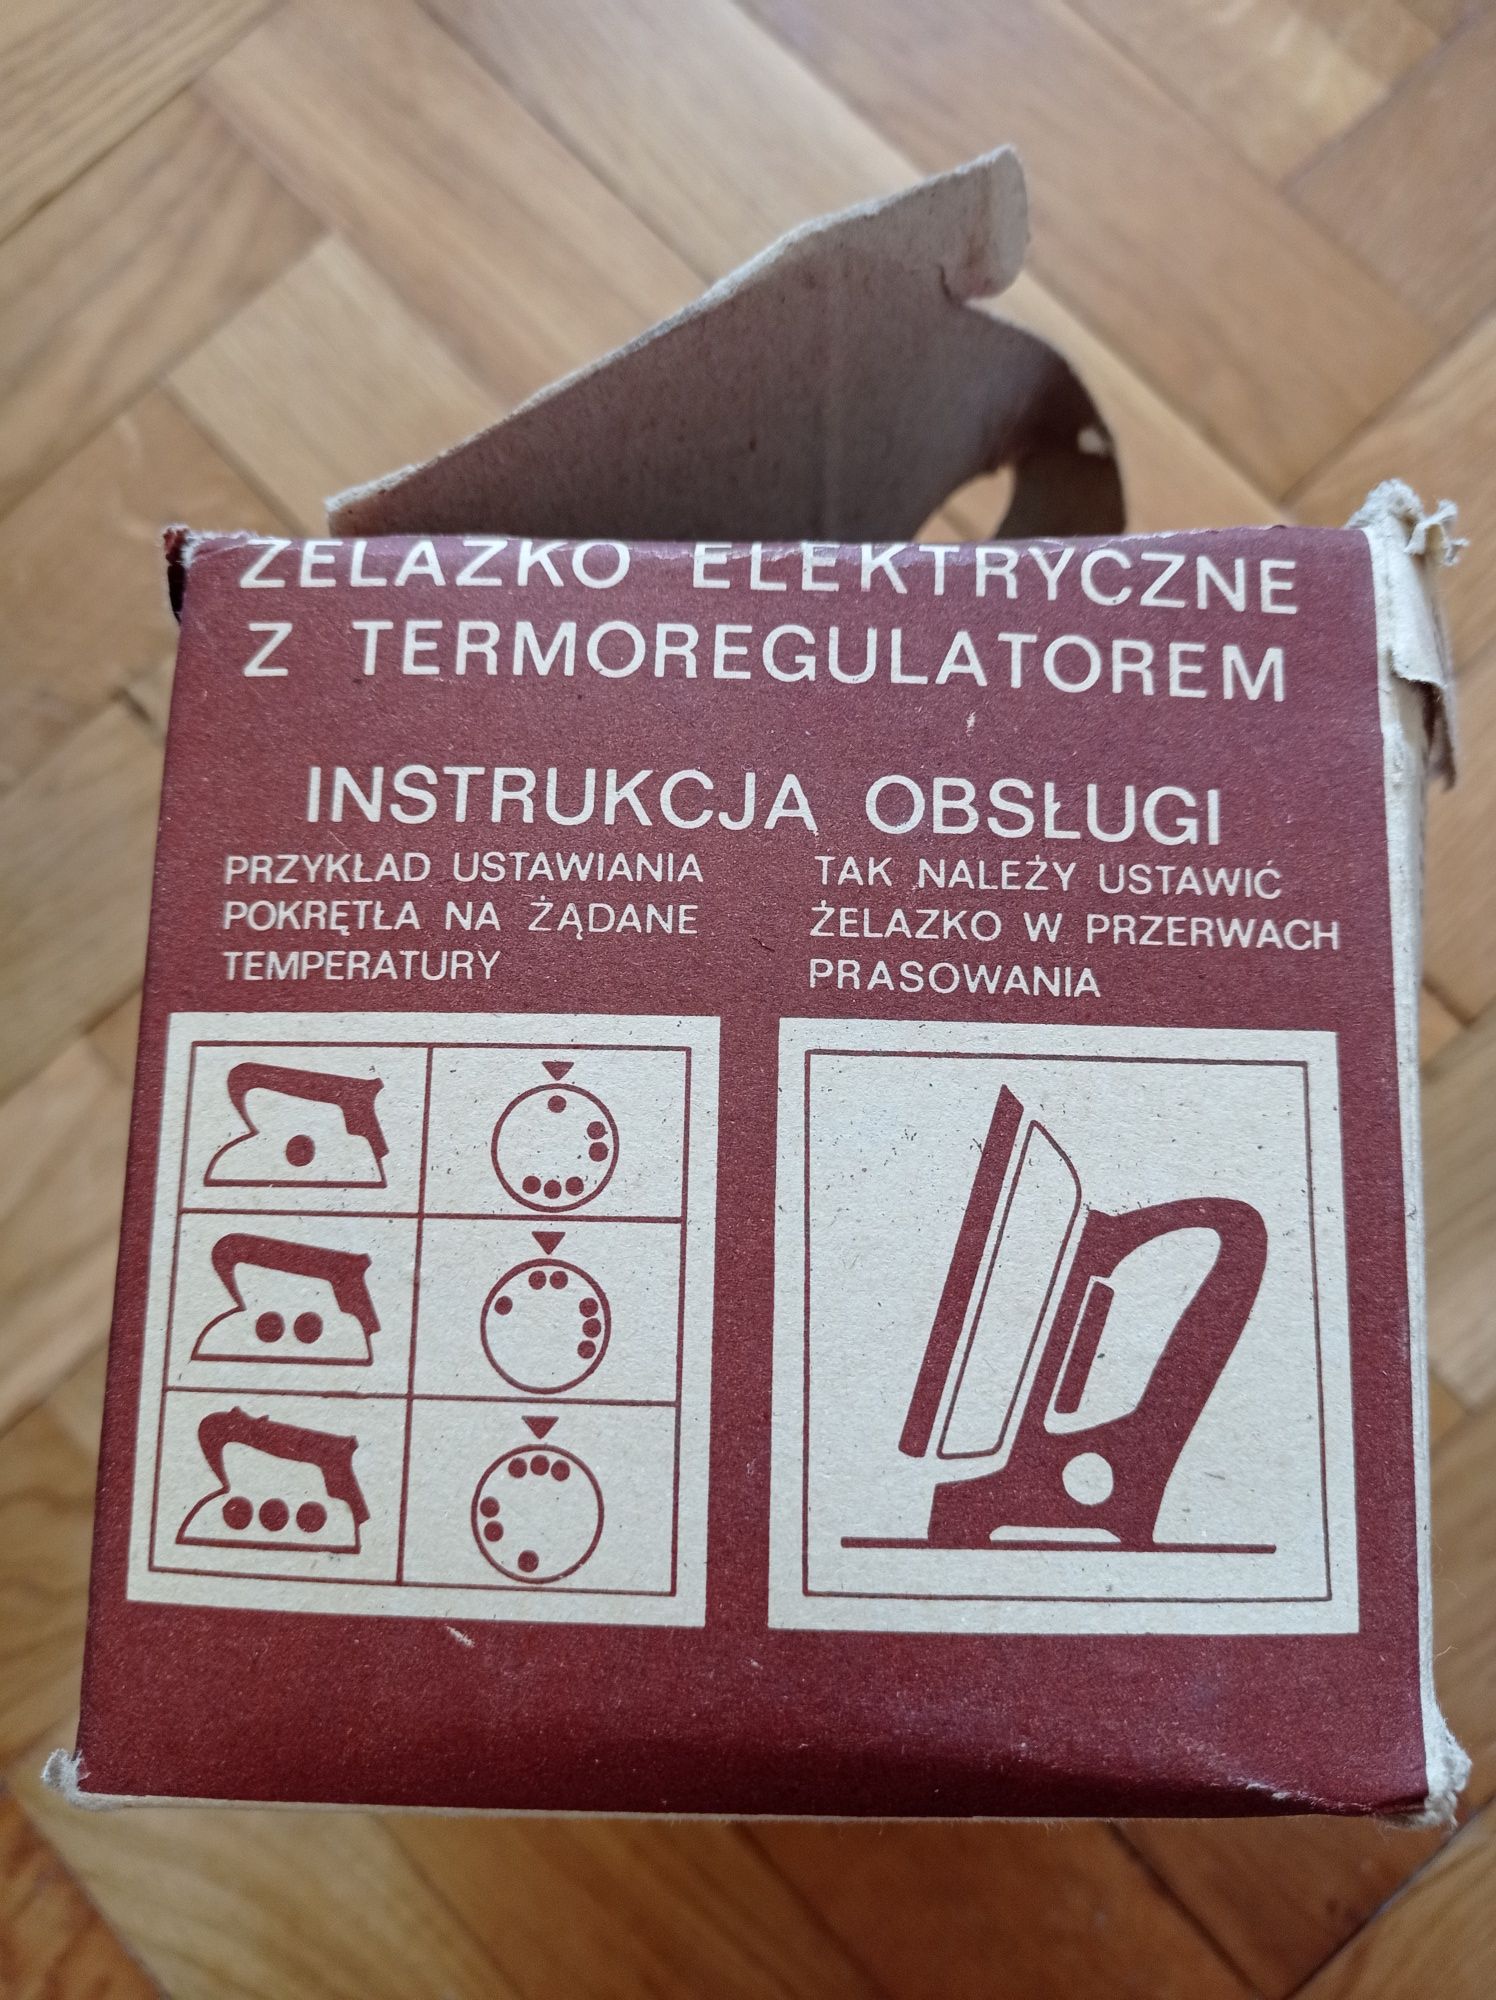 ŻELAZKO ELEKTRYCZNE
Z TERMOREGULATOREM
INSTRUKCJA OBSŁUGI
PRZYKŁAD USTAWIANIA
POKRĘTŁA NA ŻĄDANE
TEMPERATURY
TAK NALEŻY USTAWIĆ
ŻELAZKO W PRZERWACH
PRASOWANIA